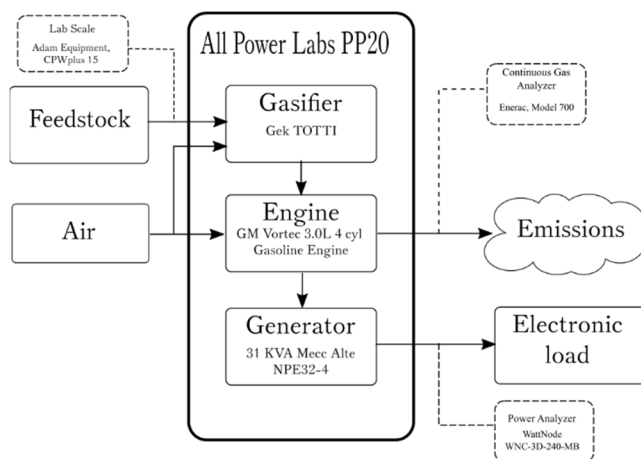 Lab Scale
Adam Equipment,
CPWplus 15
All Power Labs PP20
Continuous Gas
Analyzer
Enerac, Model 700
Feedstock
Gasifier
Gek TOTTI
Air
Engine
GM Vortec 3.0L 4 cyl
Gasoline Engine
Emissions
Generator
31 KVA Mecc Alte
NPE32-4
Electronic
load
Power Analyzer
WattNode
WNC-3D-240-MB